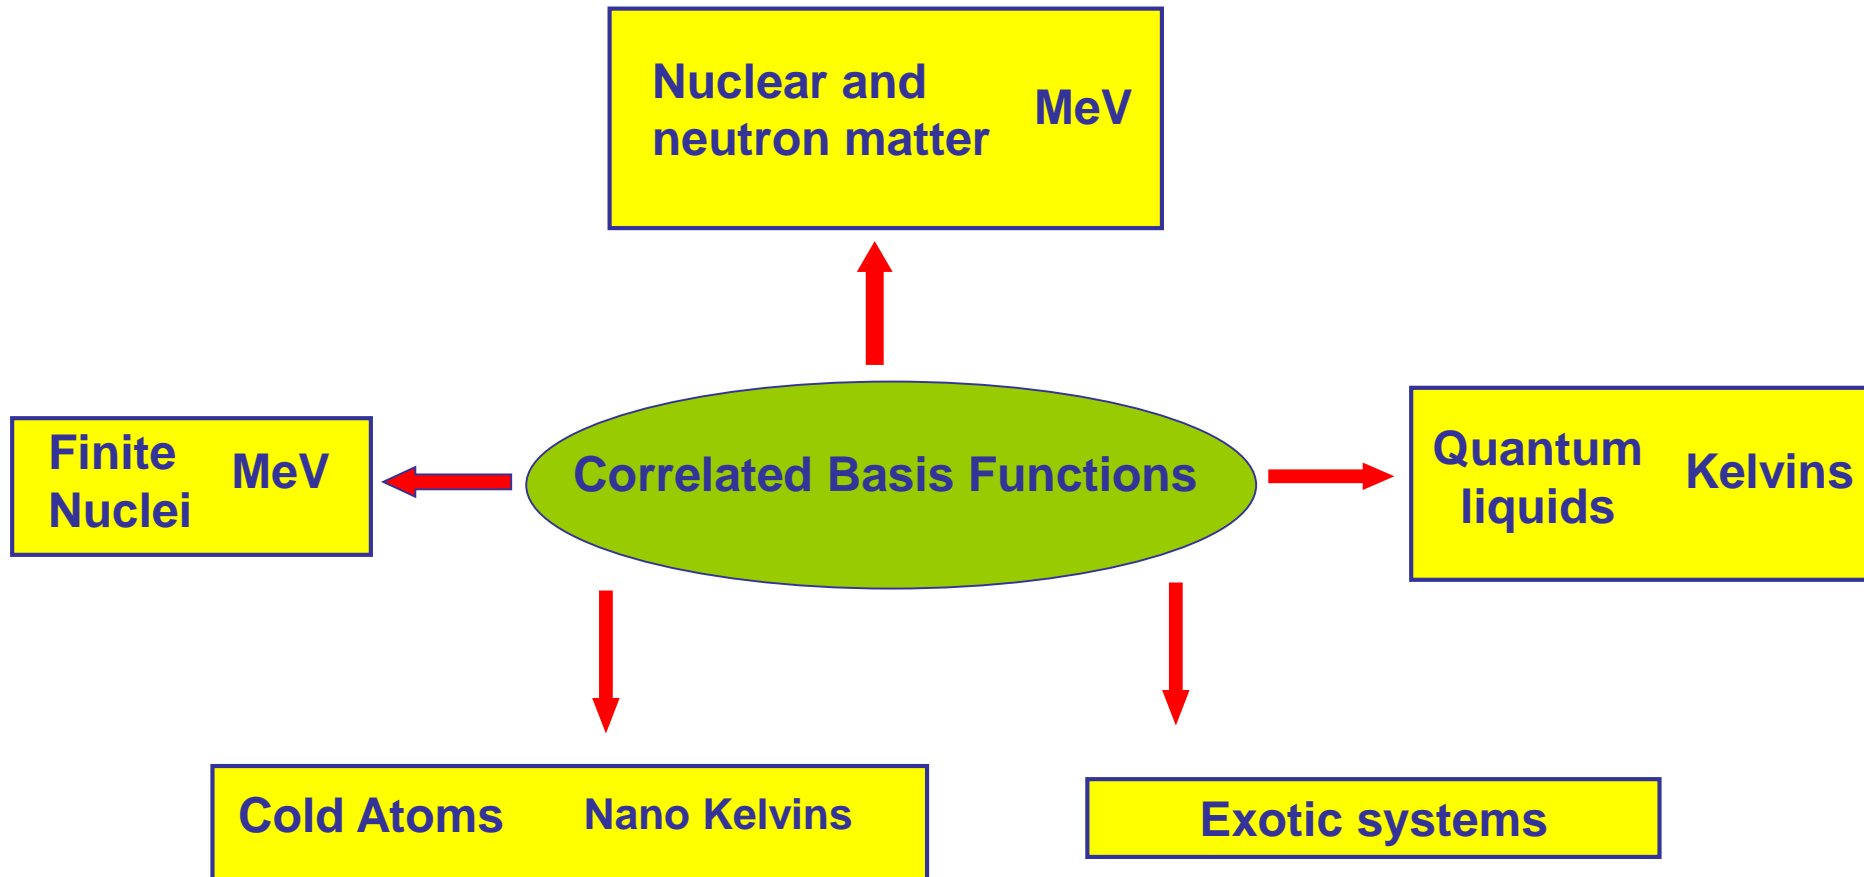 Nuclear and
neutron matter
MeV
Finite
Nuclei
MeV
Correlated Basis Functions
Quantum
liquids
Kelvins
Cold Atoms
Nano Kelvins
Exotic systems